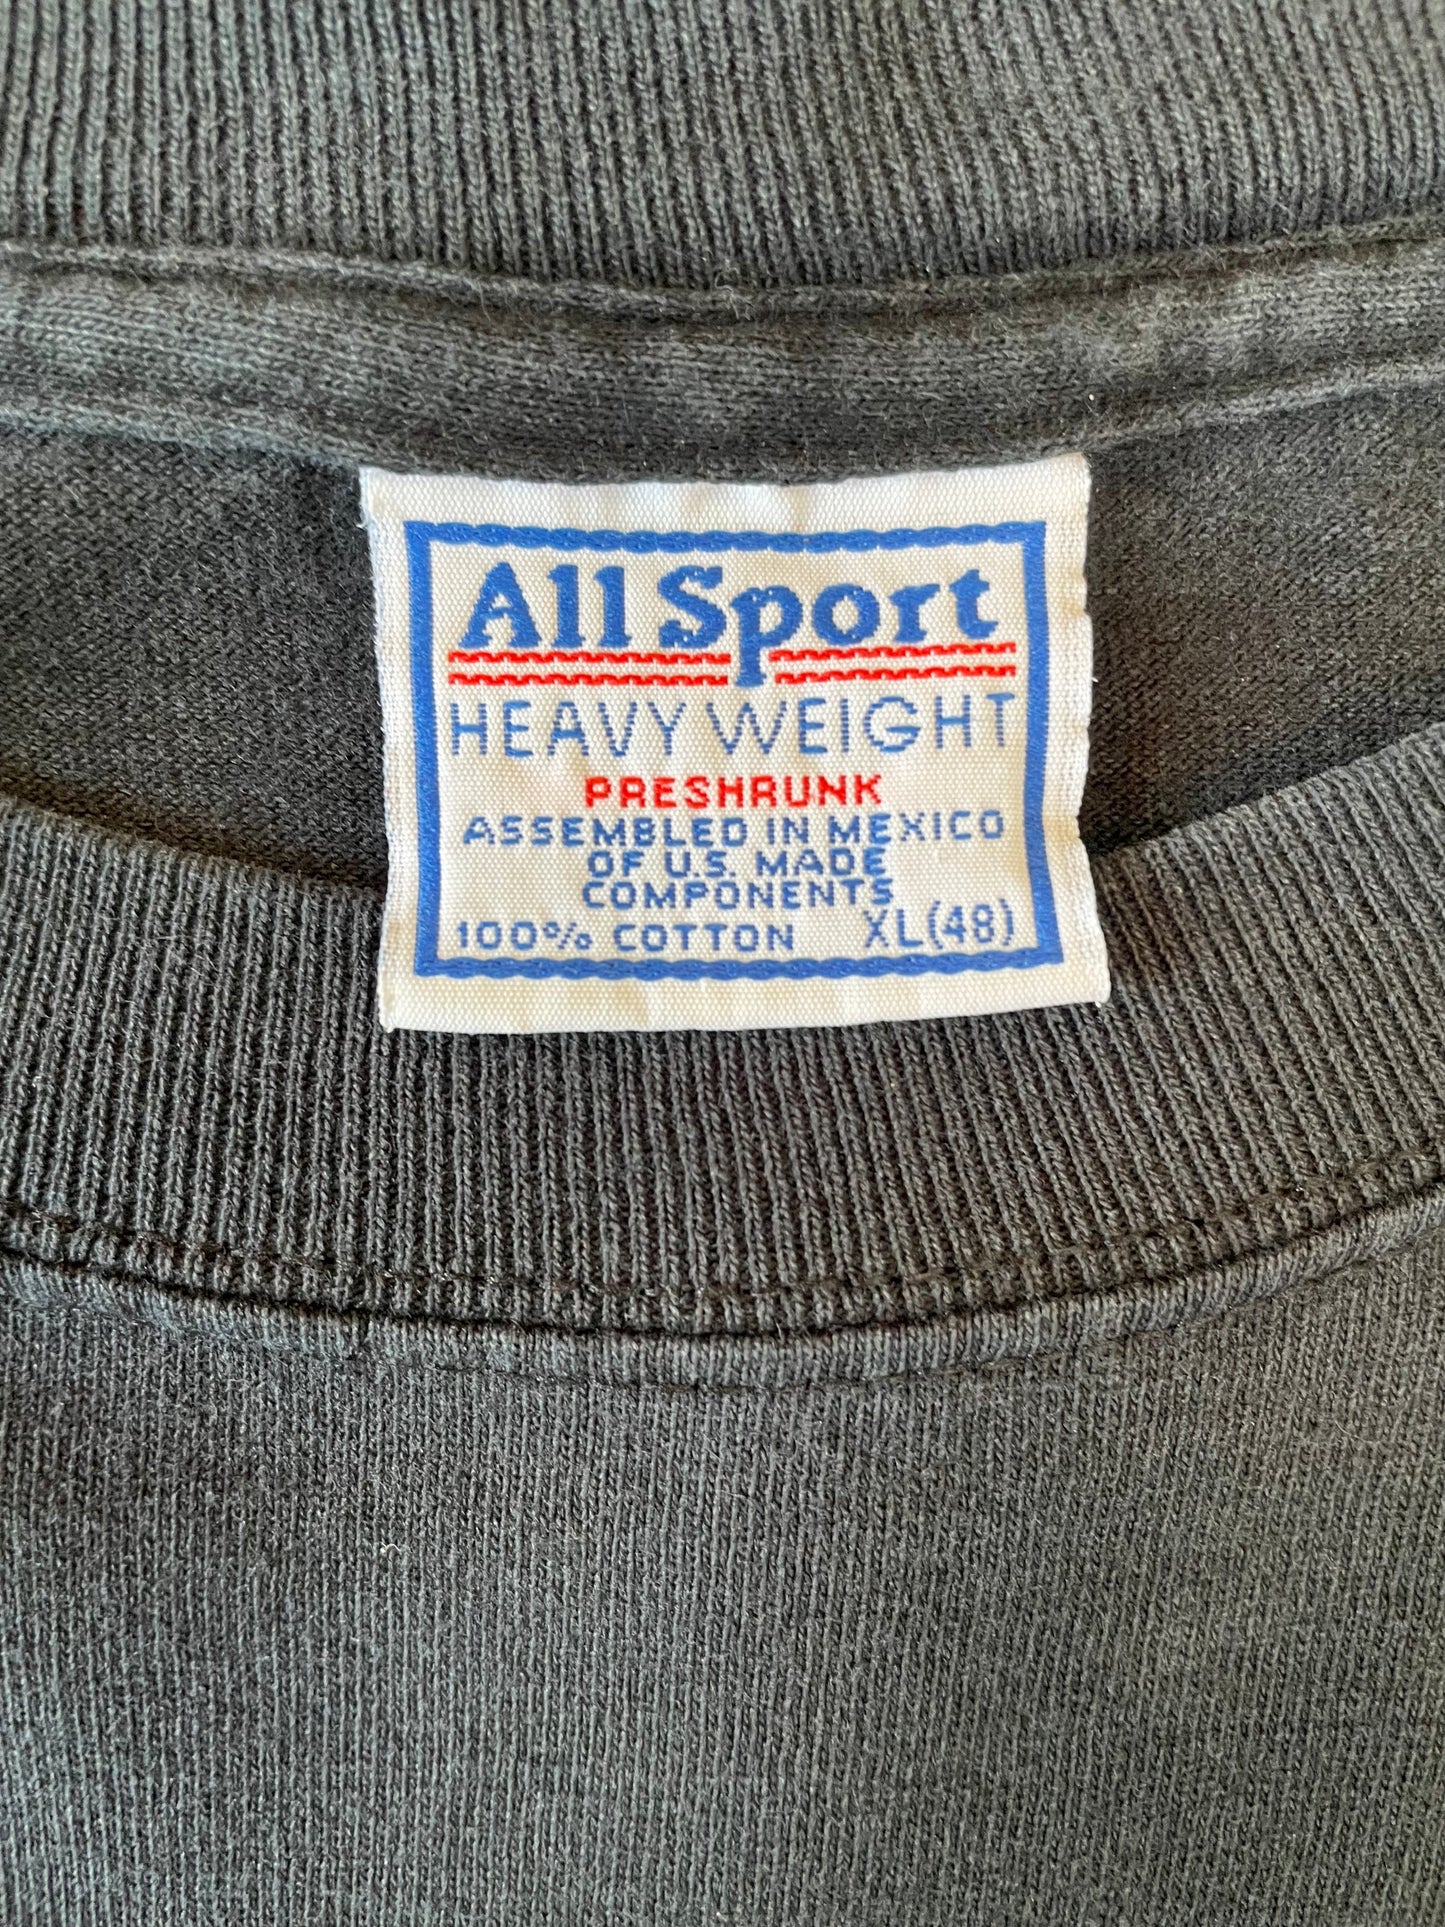 All Sport
HEAVY WEIGHT
PRESHRUNK
ASSEMBLED IN MEXICO
OF U.S. MADE
COMPONENTS
100% COTTON XL(48)